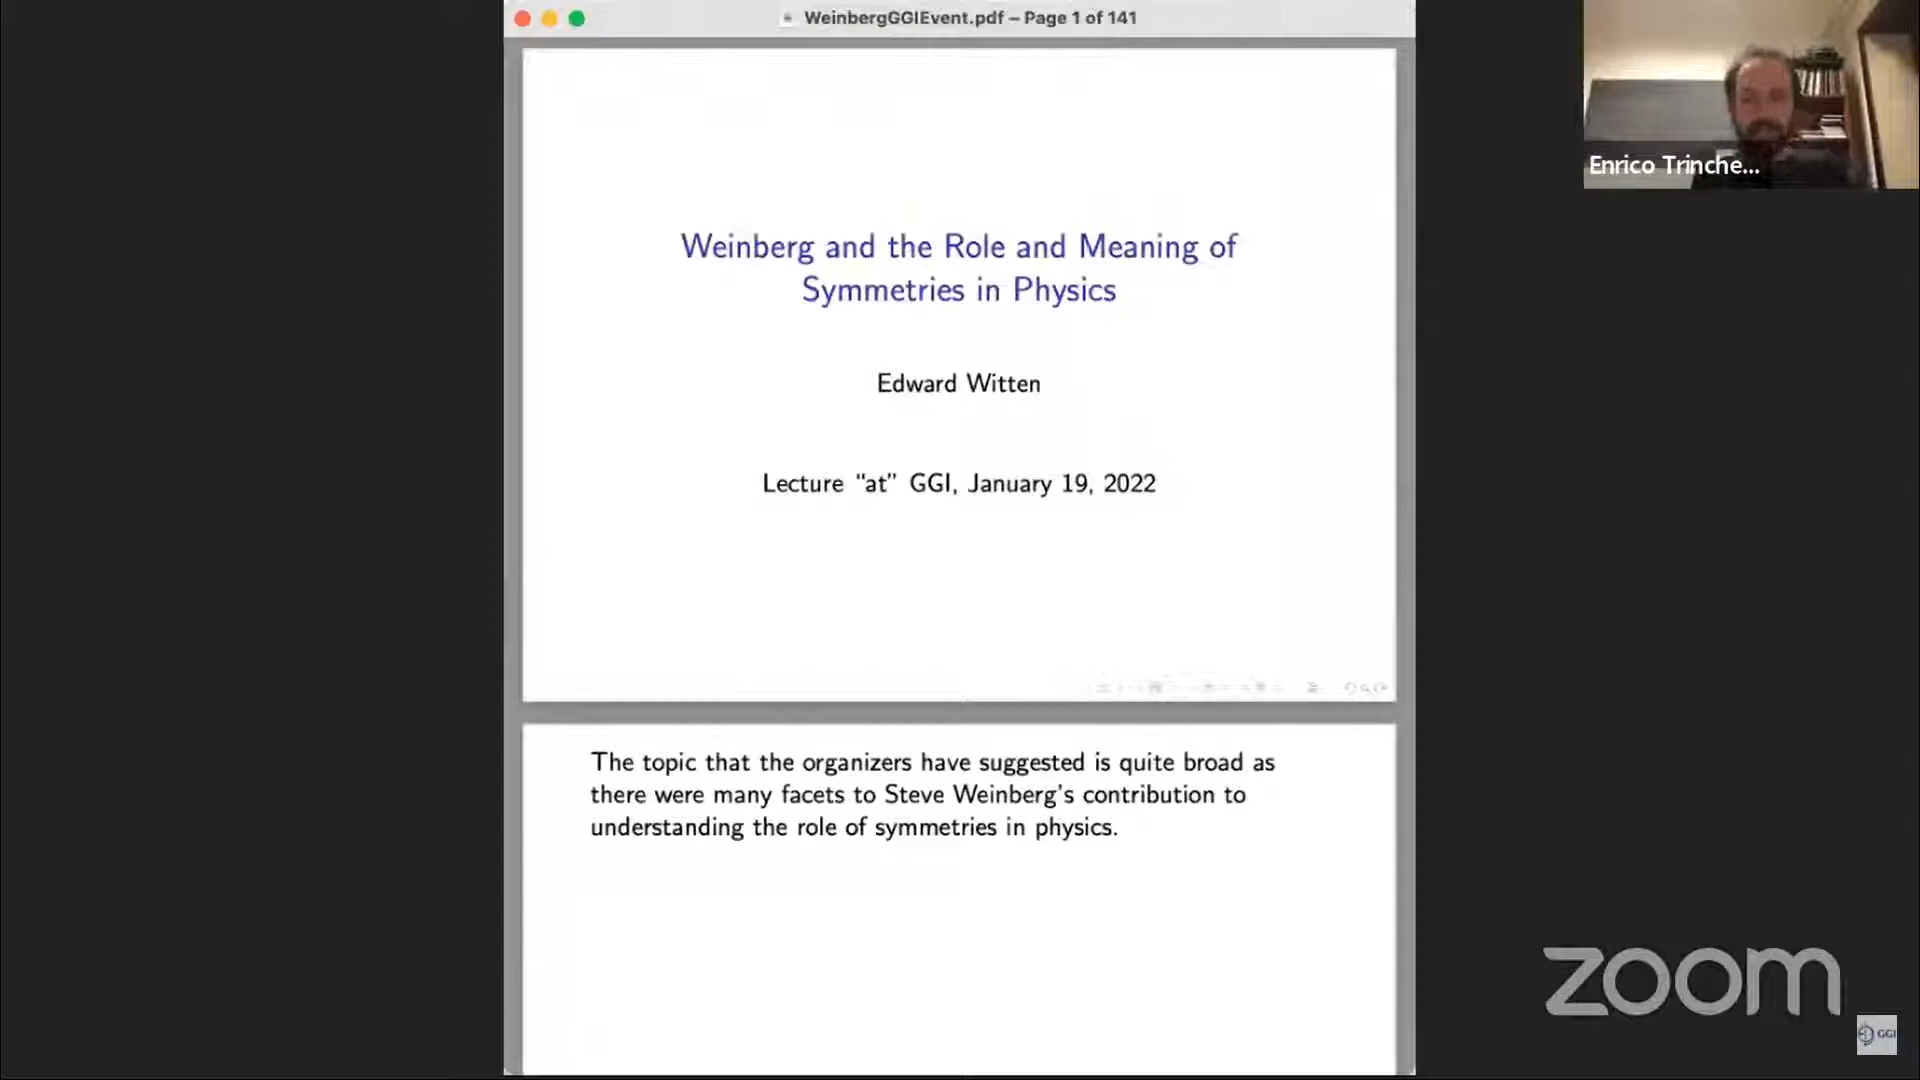 WeinbergGGIEvent.pdf – Page 1 of 141
Enrico Trinche...
Weinberg and the Role and Meaning of
Symmetries in Physics
Edward Witten
Lecture “at” GGI, January 19, 2022
The topic that the organizers have suggested is quite broad as
there were many facets to Steve Weinberg's contribution to
understanding the role of symmetries in physics.
zoom
GGI